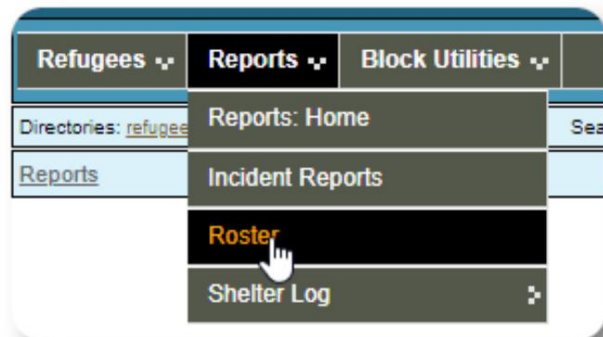 Refugees Reports Block Utilities
Directories: refugee Sea
Reports: Home
Reports
Incident Reports
Roster
Shelter Log